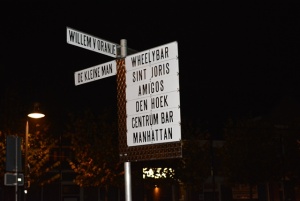 WILLEM V ORANJE
DE KLEINE MAN
WHEELYBAR
SINT JORIS
AMIGOS
DEN HOEK
CENTRUM BAR
MANHATTAN